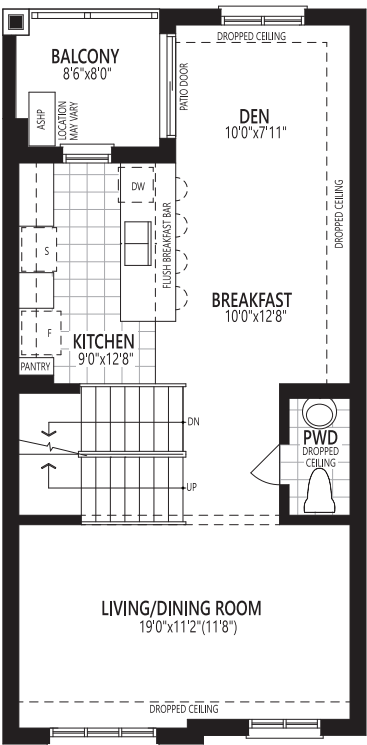 DROPPED CEILING
BALCONY
8'6"x8'0"
PATIO DOOR
ASHP
LOCATION
MAY VARY
DEN
10'0"x7'11"
DW
DROPPED CEILING
FLUSH BREAKFAST BAR
S
BREAKFAST
10'0"x12'8"
F
KITCHEN
9'0"x12'8"
PANTRY
DN
PWD
DROPPED
CEILING
UP
LIVING/DINING ROOM
19'0"x11'2"(11'8")
DROPPED CEILING